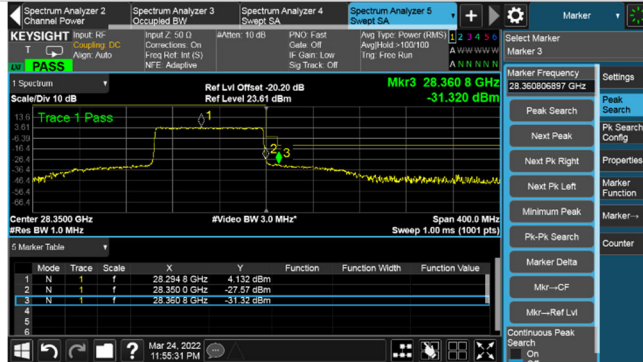 Spectrum Analyzer 2
Channel Power
Spectrum Analyzer 3
Occupied BW
Spectrum Analyzer 4
Swept SA
Spectrum Analyzer 5
Swept SA
Marker
KEYSIGHT
Input: RF
Coupling: DC
Align: Auto
Input Z: 50 Ω
Corrections: On
Freq Ref: Int (S)
NFE: Adaptive
#Atten: 10 dB
PNO: Fast
Gate: Off
IF Gain: Low
Sig Track: Off
Avg Type: Power (RMS)
Avg|Hold:>100/100
Trig: Free Run
1 2 3 4 5 6
A W W W W W
A N N N N N
T
PASS
Select Marker
Marker 3
1 Spectrum
Scale/Div 10 dB
Ref Lvl Offset -20.20 dB
Ref Level 23.61 dBm
Mkr3 28.360 8 GHz
-31.320 dBm
Trace 1 Pass
13.6
3.61
-6.39
-16.4
-26.4
-36.4
-46.4
-56.4
-66.4
1
2
3
Center 28.3500 GHz
#Res BW 1.0 MHz
#Video BW 3.0 MHz*
Span 400.0 MHz
Sweep 1.00 ms (1001 pts)
5 Marker Table
Mode Trace Scale X Y Function Function Width Function Value
1 N 1 f 28.294 8 GHz 4.132 dBm
2 N 1 f 28.350 0 GHz -27.57 dBm
3 N 1 f 28.360 8 GHz -31.32 dBm
4
5
6
Marker Frequency
28.360806897 GHz
Peak Search
Next Peak
Next Pk Right
Next Pk Left
Minimum Peak
Pk-Pk Search
Marker Delta
Mkr→CF
Mkr→Ref Lvl
Continuous Peak
Search
On
Settings
Peak
Search
Pk Search
Config
Properties
Marker
Function
Marker→
Counter
?
Mar 24, 2022
11:55:31 PM